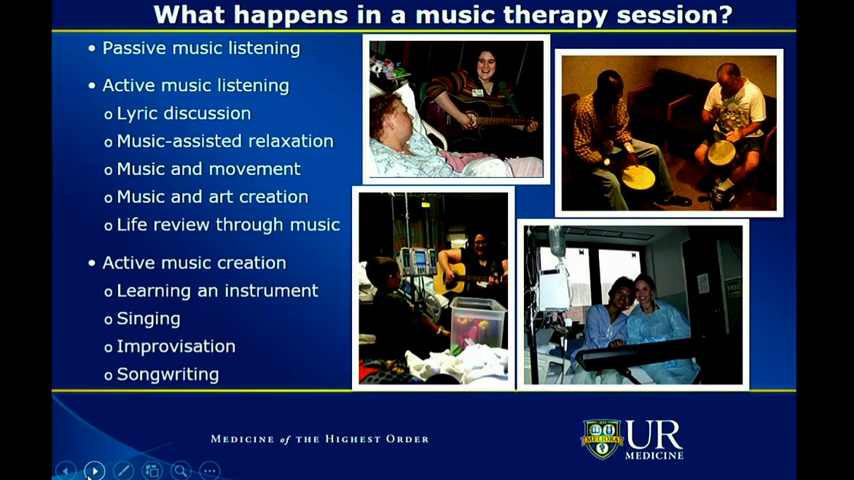 What happens in a music therapy session?
• Passive music listening
• Active music listening
o Lyric discussion
o Music-assisted relaxation
o Music and movement
o Music and art creation
o Life review through music
• Active music creation
o Learning an instrument
o Singing
o Improvisation
o Songwriting
MEDICINE of THE HIGHEST ORDER
MELIORA
UR
MEDICINE